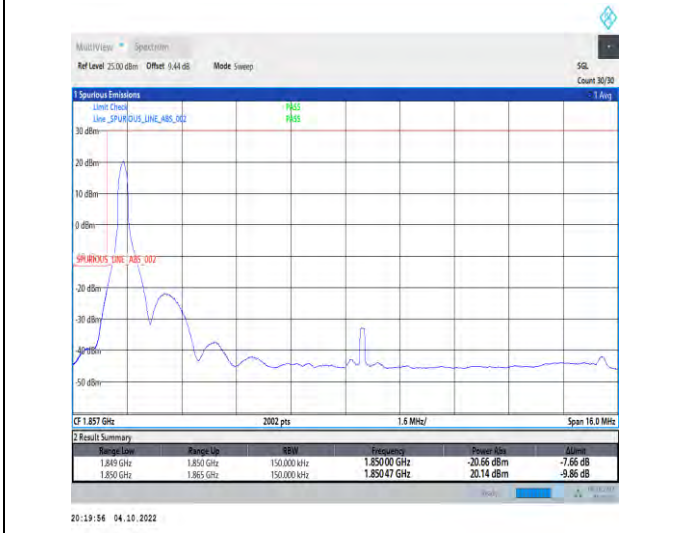 MultiView Spectrum
Ref Level 25.00 dBm Offset 9.44 dB Mode Sweep SGL
Count 30/30
1 Spurious Emissions 1 Avg
Limit Check PASS
Line _SPURIOUS_LINE_ABS_002 PASS
30 dBm
20 dBm
10 dBm
0 dBm
SPURIOUS_LINE_ABS_002
-20 dBm
-30 dBm
-40 dBm
-50 dBm
CF 1.857 GHz 2002 pts 1.6 MHz/ Span 16.0 MHz
2 Result Summary
Range Low Range Up RBW Frequency Power Abs ΔLimit
1.849 GHz 1.850 GHz 150.000 kHz 1.85000 GHz -20.66 dBm -7.66 dB
1.850 GHz 1.865 GHz 150.000 kHz 1.85047 GHz 20.14 dBm -9.86 dB
Ready
20:19:56 04.10.2022